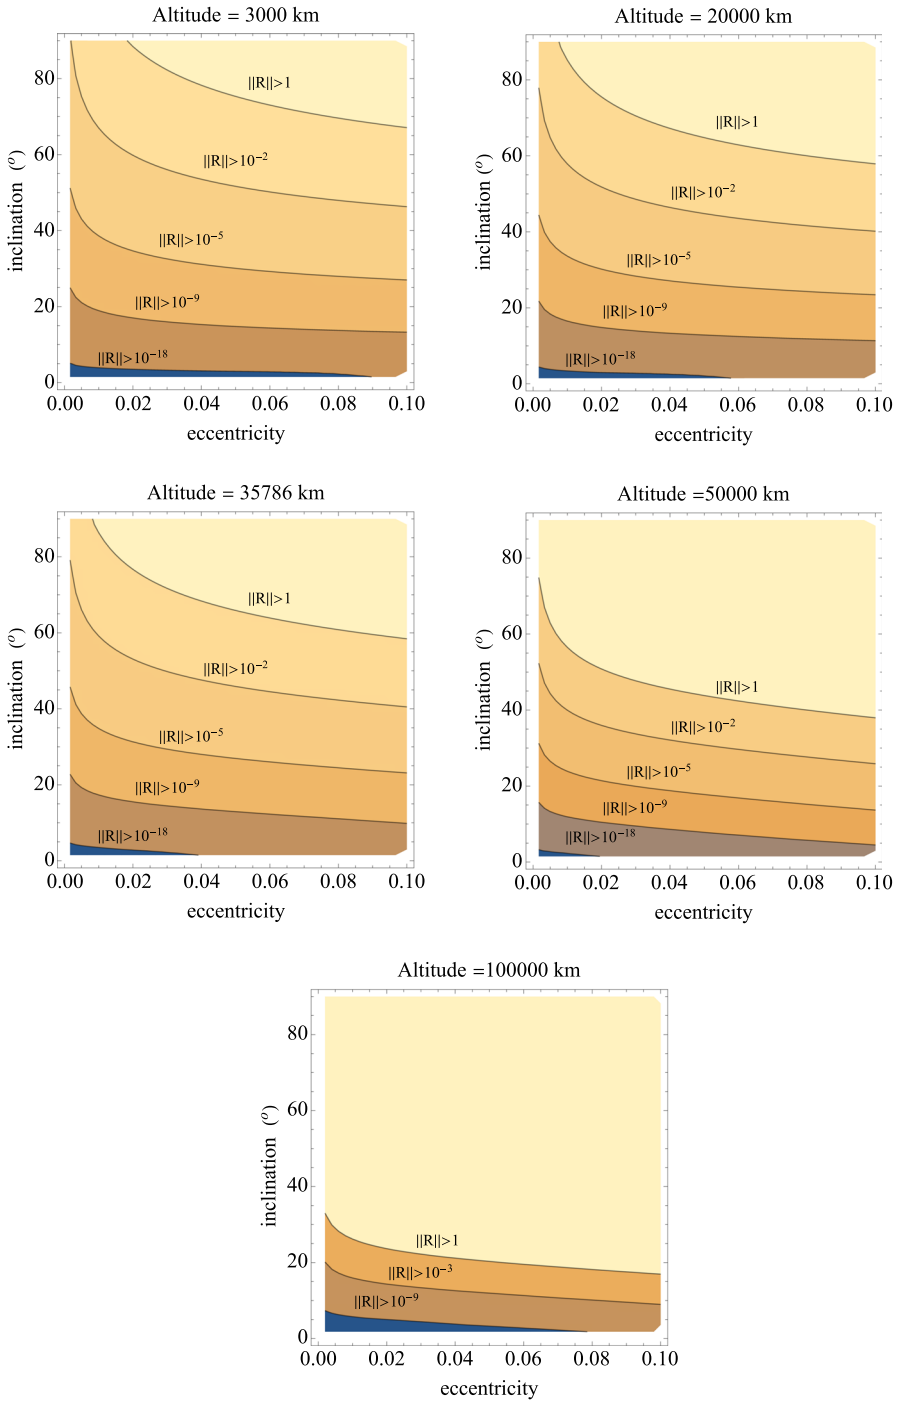 Altitude = 3000 km
||R||>1
||R||>10⁻²
||R||>10⁻⁵
||R||>10⁻⁹
||R||>10⁻¹⁸
80
60
40
20
0
inclination (°)
0.00 0.02 0.04 0.06 0.08 0.10
eccentricity
Altitude = 20000 km
||R||>1
||R||>10⁻²
||R||>10⁻⁵
||R||>10⁻⁹
||R||>10⁻¹⁸
80
60
40
20
0
inclination (°)
0.00 0.02 0.04 0.06 0.08 0.10
eccentricity
Altitude = 35786 km
||R||>1
||R||>10⁻²
||R||>10⁻⁵
||R||>10⁻⁹
||R||>10⁻¹⁸
80
60
40
20
0
inclination (°)
0.00 0.02 0.04 0.06 0.08 0.10
eccentricity
Altitude =50000 km
||R||>1
||R||>10⁻²
||R||>10⁻⁵
||R||>10⁻⁹
||R||>10⁻¹⁸
80
60
40
20
0
inclination (°)
0.00 0.02 0.04 0.06 0.08 0.10
eccentricity
Altitude =100000 km
||R||>1
||R||>10⁻³
||R||>10⁻⁹
80
60
40
20
0
inclination (°)
0.00 0.02 0.04 0.06 0.08 0.10
eccentricity